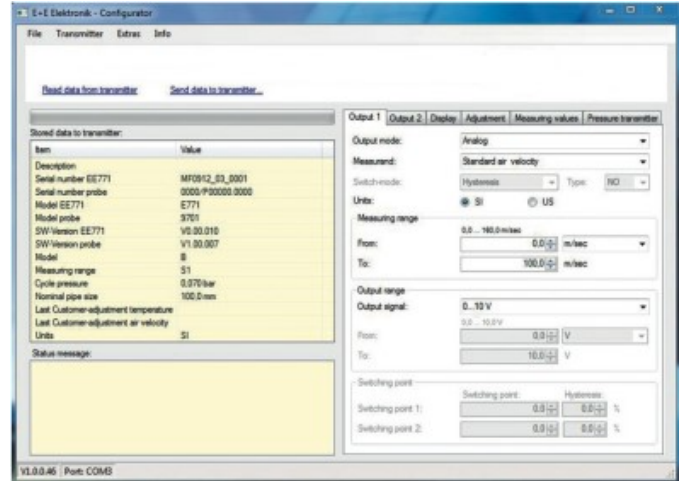 E+E Elektronik - Configurator
File Transmitter Extras Info
Read data from transmitter Send data to transmitter...
Stored data to transmitter:
Item Value
Description
Serial number EE771 MF0912_03_0001
Serial number probe 0000/P00000.0000
Model EE771 E771
Model probe 9701
SW-Version EE771 V0.00.010
SW-Version probe V1.00.007
Model B
Measuring range S1
Cycle pressure 0,070 bar
Nominal pipe size 100,0 mm
Last Customer-adjustment temperature
Last Customer-adjustment air velocity
Units SI
Status message:
V1.0.0.46 Port: COM3
Output 1 Output 2 Display Adjustment Measuring values Pressure transmitter
Output mode: Analog
Measurand: Standard air velocity
Switch-mode: Hysteresis Type: NO
Units: SI US
Measuring range
0,0 ... 160,0 m/sec
From: 0,0 m/sec
To: 100,0 m/sec
Output range
Output signal: 0...10 V
0,0 ... 10,0 V
From: 0,0 V
To: 10,0 V
Switching point
Switching point: Hysteresis:
Switching point 1: 0.0 0.0 %
Switching point 2: 0.0 0.0 %